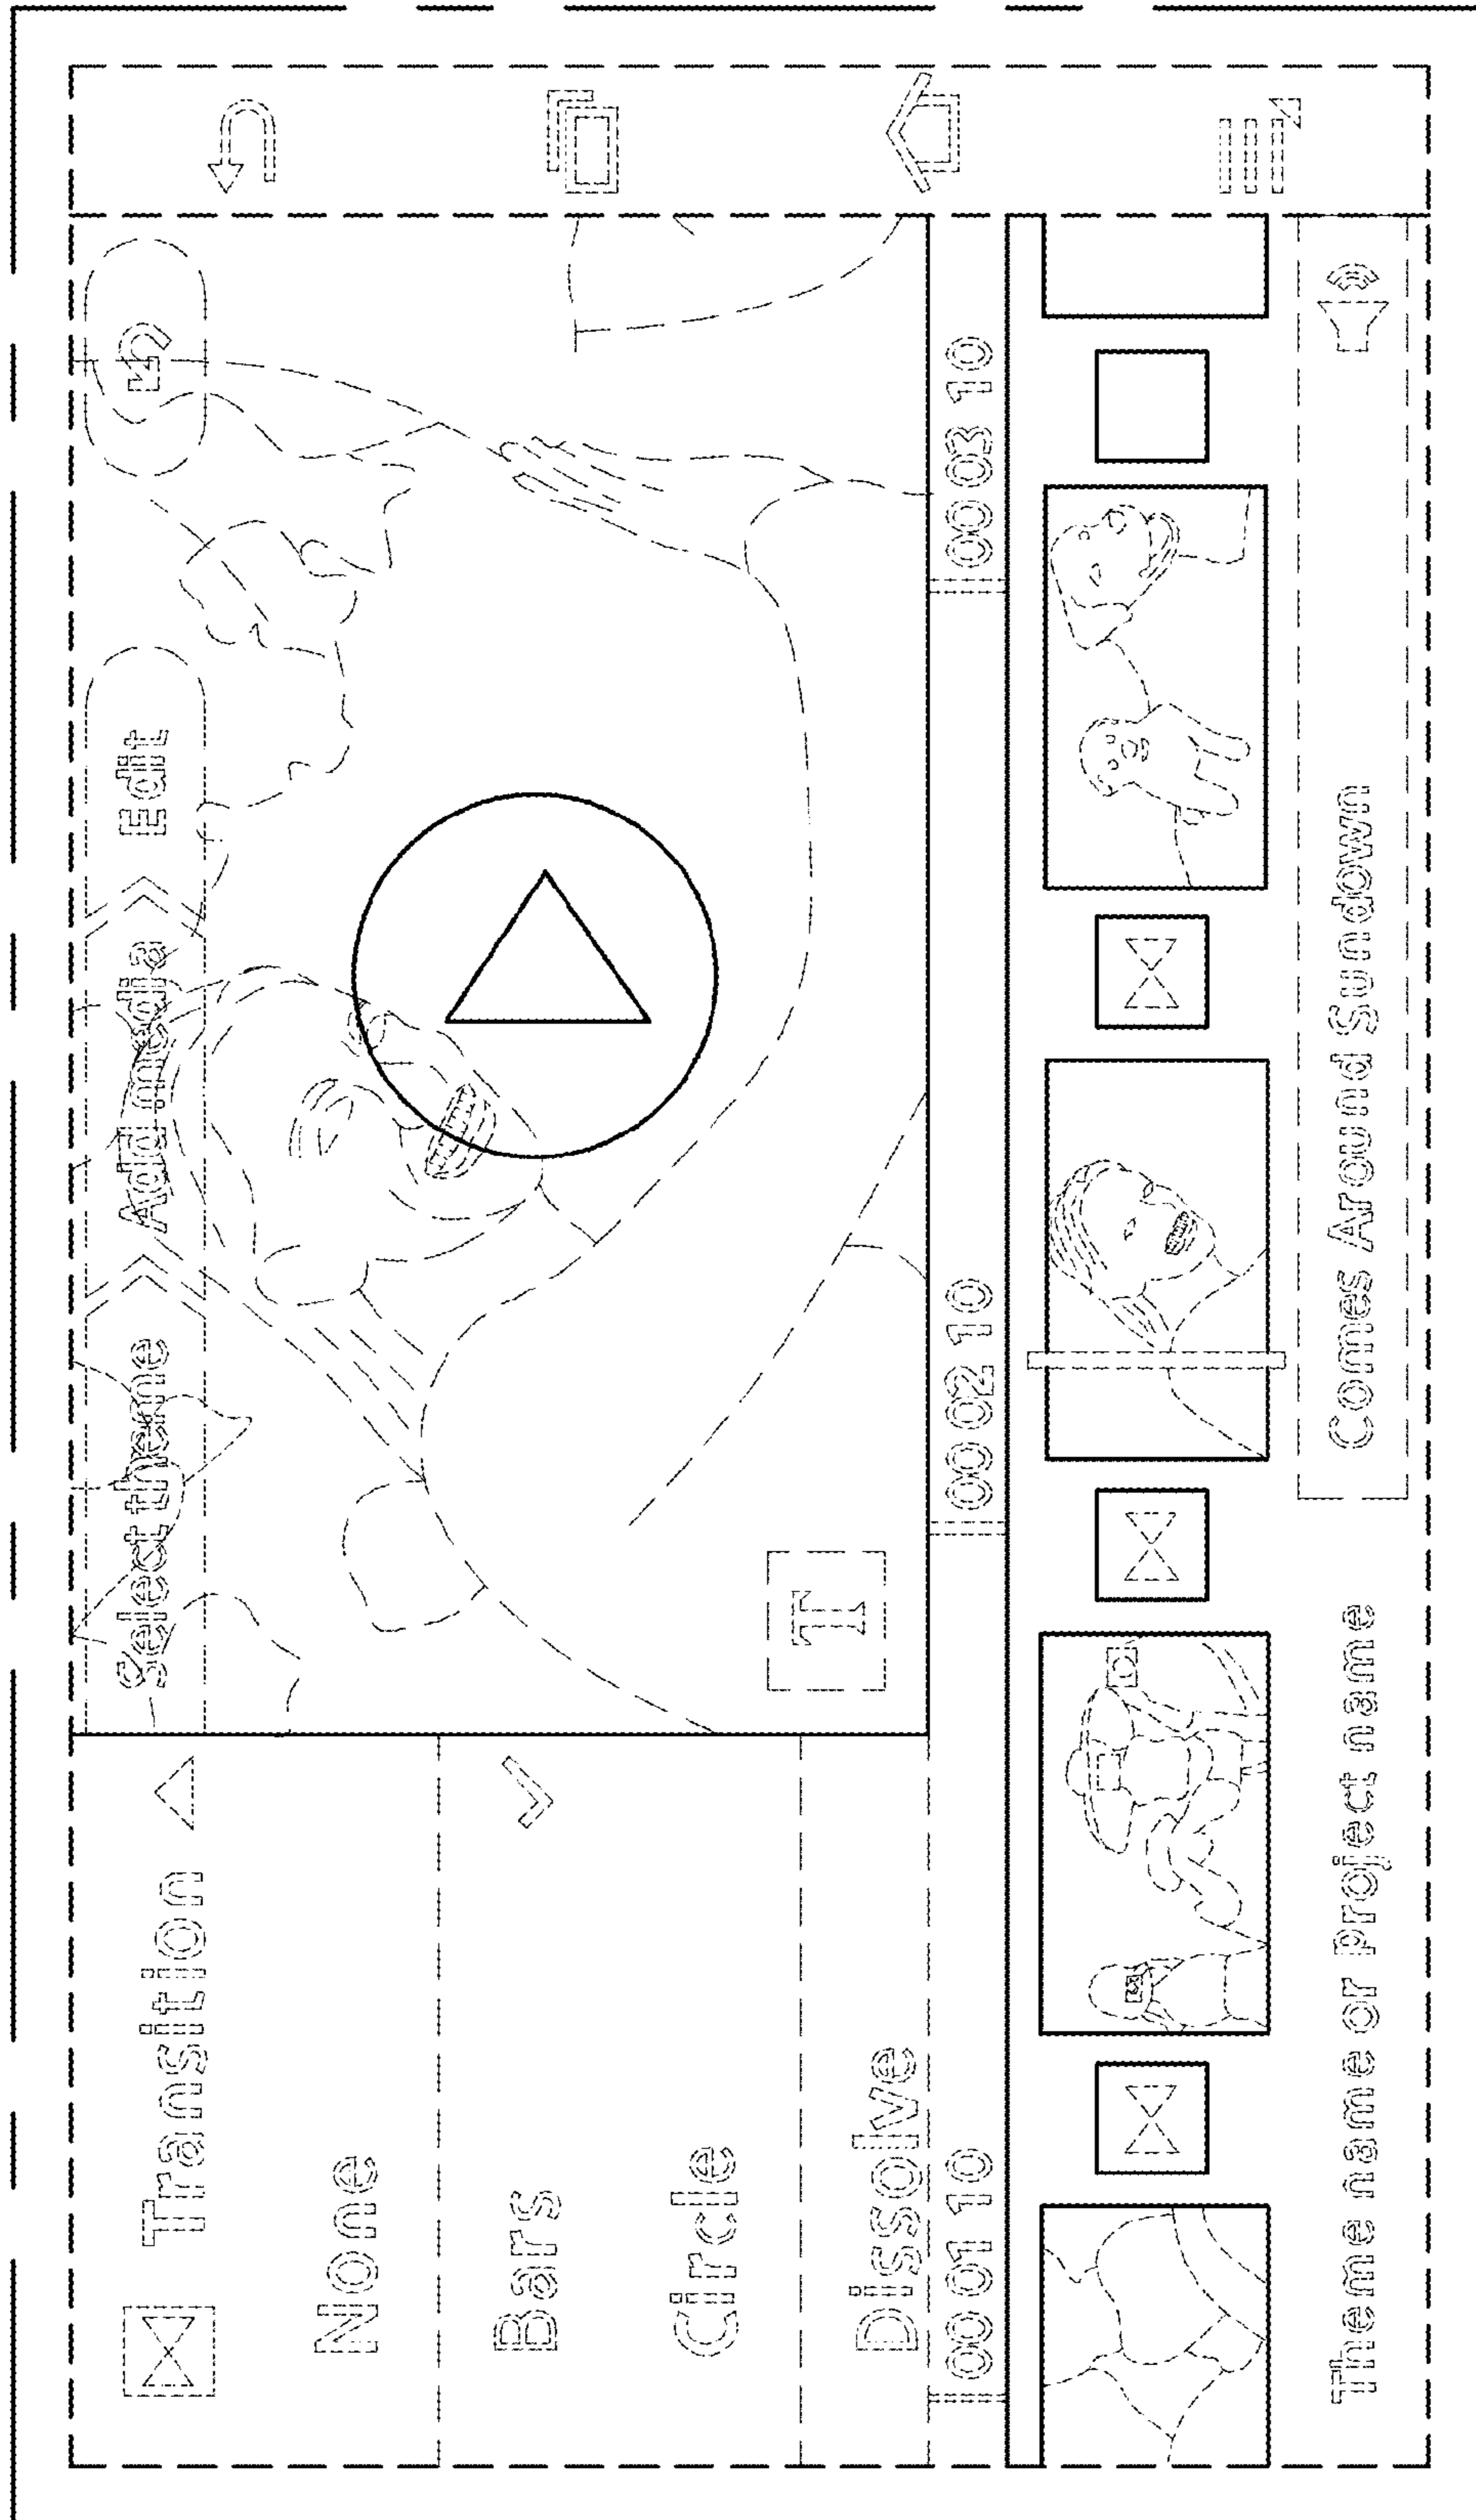 Select theme
Add media
Edit
Transition
None
Bars
Circle
Dissolve
T
00 01 10
00 02 10
00 03 10
Comes Around Sundown
Theme name or project name